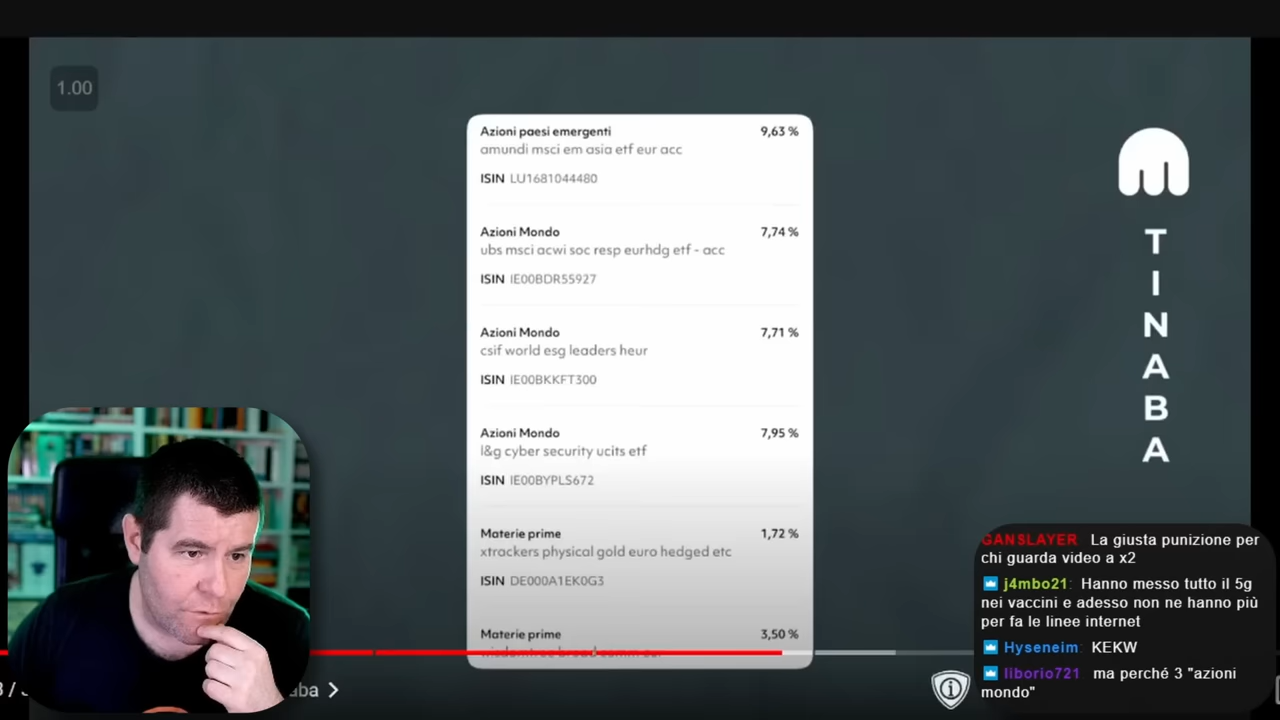 1.00
Azioni paesi emergenti 9,63 %
amundi msci em asia etf eur acc
ISIN LU1681044480
Azioni Mondo 7,74 %
ubs msci acwi soc resp eurhdg etf - acc
ISIN IE00BDR55927
Azioni Mondo 7,71 %
csif world esg leaders heur
ISIN IE00BKKFT300
Azioni Mondo 7,95 %
l&g cyber security ucits etf
ISIN IE00BYPLS672
Materie prime 1,72 %
xtrackers physical gold euro hedged etc
ISIN DE000A1EK0G3
Materie prime 3,50 %
TINABA
GANSLAYER La giusta punizione per
chi guarda video a x2
j4mbo21: Hanno messo tutto il 5g
nei vaccini e adesso non ne hanno più
per fa le linee internet
Hyseneim: KEKW
liborio721 ma perché 3 "azioni
mondo"